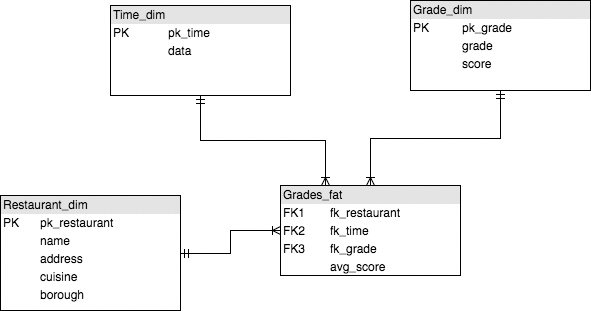 Time_dim
PK pk_time
data
Grade_dim
PK pk_grade
grade
score
Restaurant_dim
PK pk_restaurant
name
address
cuisine
borough
Grades_fat
FK1 fk_restaurant
FK2 fk_time
FK3 fk_grade
avg_score